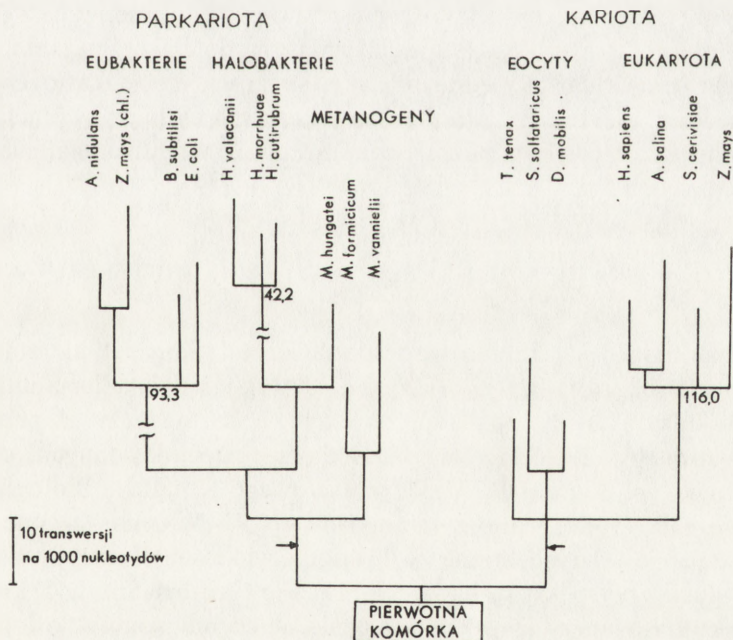 PARKARIOTA
KARIOTA
EUBAKTERIE
HALOBAKTERIE
METANOGENY
EOCYTY
EUKARYOTA
A. nidulans
Z. mays (chl.)
B. subtilisi
E. coli
H. valacanii
H. morrhuae
H. cutirubrum
M. hungatei
M. formicicum
M. vannielii
T. tenax
S. solfataricus
D. mobilis
H. sapiens
A. salina
S. cerivisiae
Z. mays
42,2
93,3
116,0
10 transwersji
na 1000 nukleotydów
PIERWOTNA
KOMÓRKA